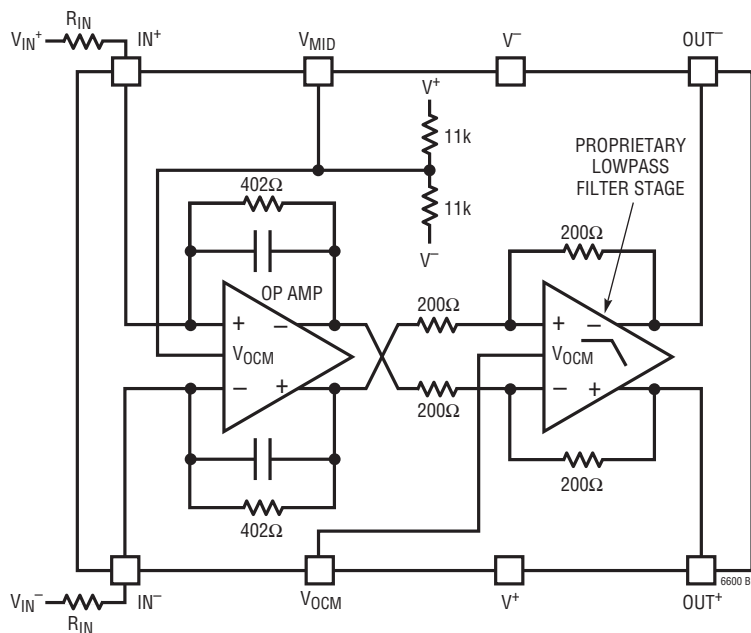 R_IN
V_IN⁺
IN⁺
V_MID
V⁻
OUT⁻
V⁺
11k
11k
V⁻
PROPRIETARY
LOWPASS
FILTER STAGE
402Ω
OP AMP
+ −
V_OCM
− +
402Ω
200Ω
200Ω
200Ω
+ −
V_OCM
− +
200Ω
V_IN⁻
R_IN
IN⁻
V_OCM
V⁺
OUT⁺
6600 B